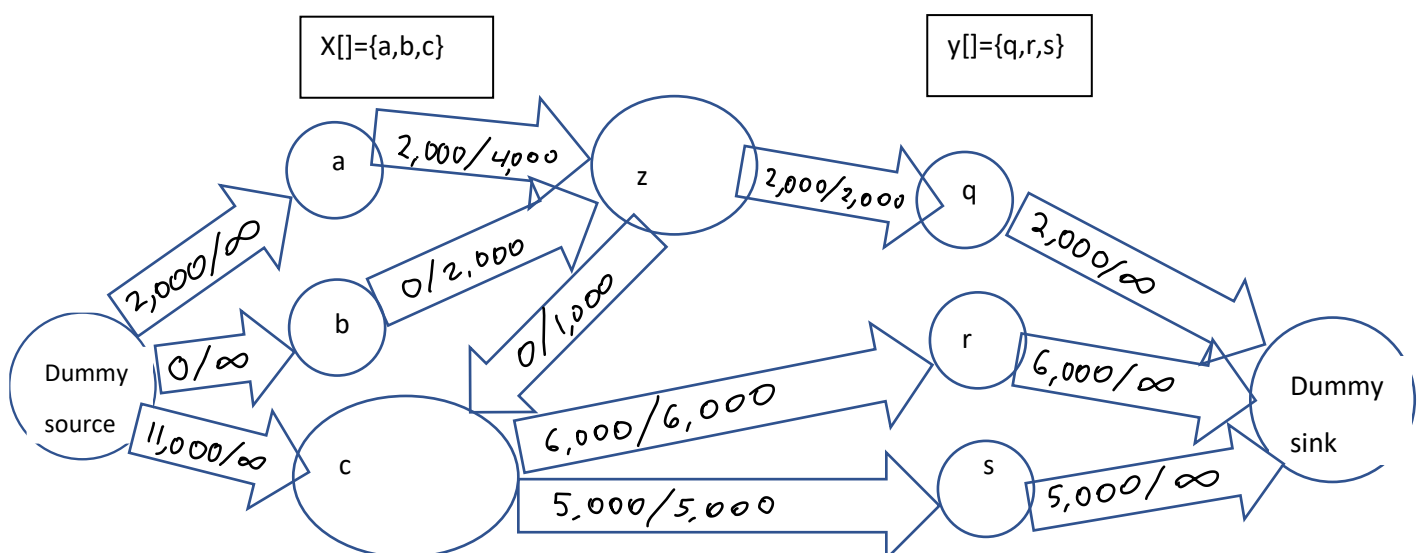 X[]={a,b,c}
y[]={q,r,s}
a
2,000/4,000
z
2,000/2,000
q
2,000/∞
2,000/∞
b
0/2,000
0/1,000
r
6,000/∞
Dummy
source
0/∞
11,000/∞
c
6,000/6,000
5,000/5,000
s
5,000/∞
Dummy
sink